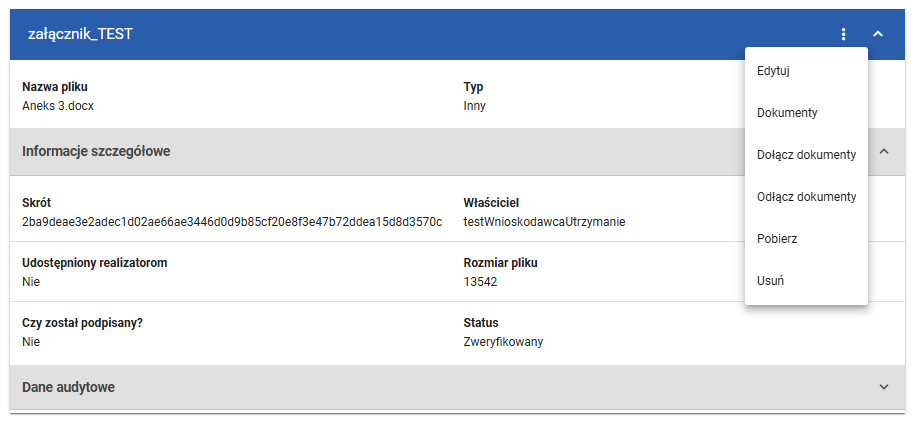 załącznik_TEST
Nazwa pliku
Aneks 3.docx
Typ
Inny
Informacje szczegółowe
Skrót
2ba9deae3e2adec1d02ae66ae3446d0d9b85cf20e8f3e47b72ddea15d8d3570c
Właściciel
testWnioskodawcaUtrzymanie
Udostępniony realizatorom
Nie
Rozmiar pliku
13542
Czy został podpisany?
Nie
Status
Zweryfikowany
Dane audytowe
Edytuj
Dokumenty
Dołącz dokumenty
Odłącz dokumenty
Pobierz
Usuń